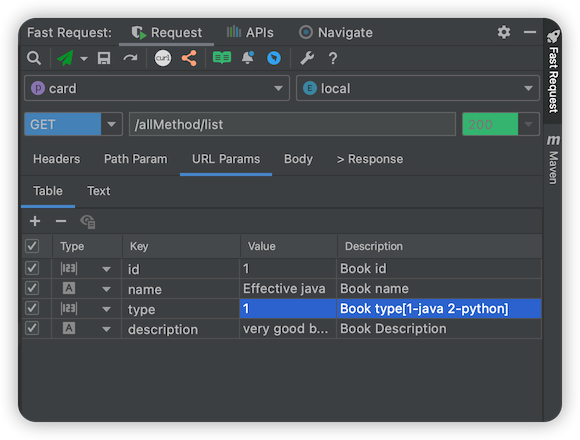 Fast Request: Request APIs Navigate
curl
card local
GET /allMethod/list 200
Headers Path Param URL Params Body > Response
Table Text
Type Key Value Description
123 id 1 Book id
A name Effective java Book name
123 type 1 Book type[1-java 2-python]
A description very good b... Book Description
Fast Request
m Maven